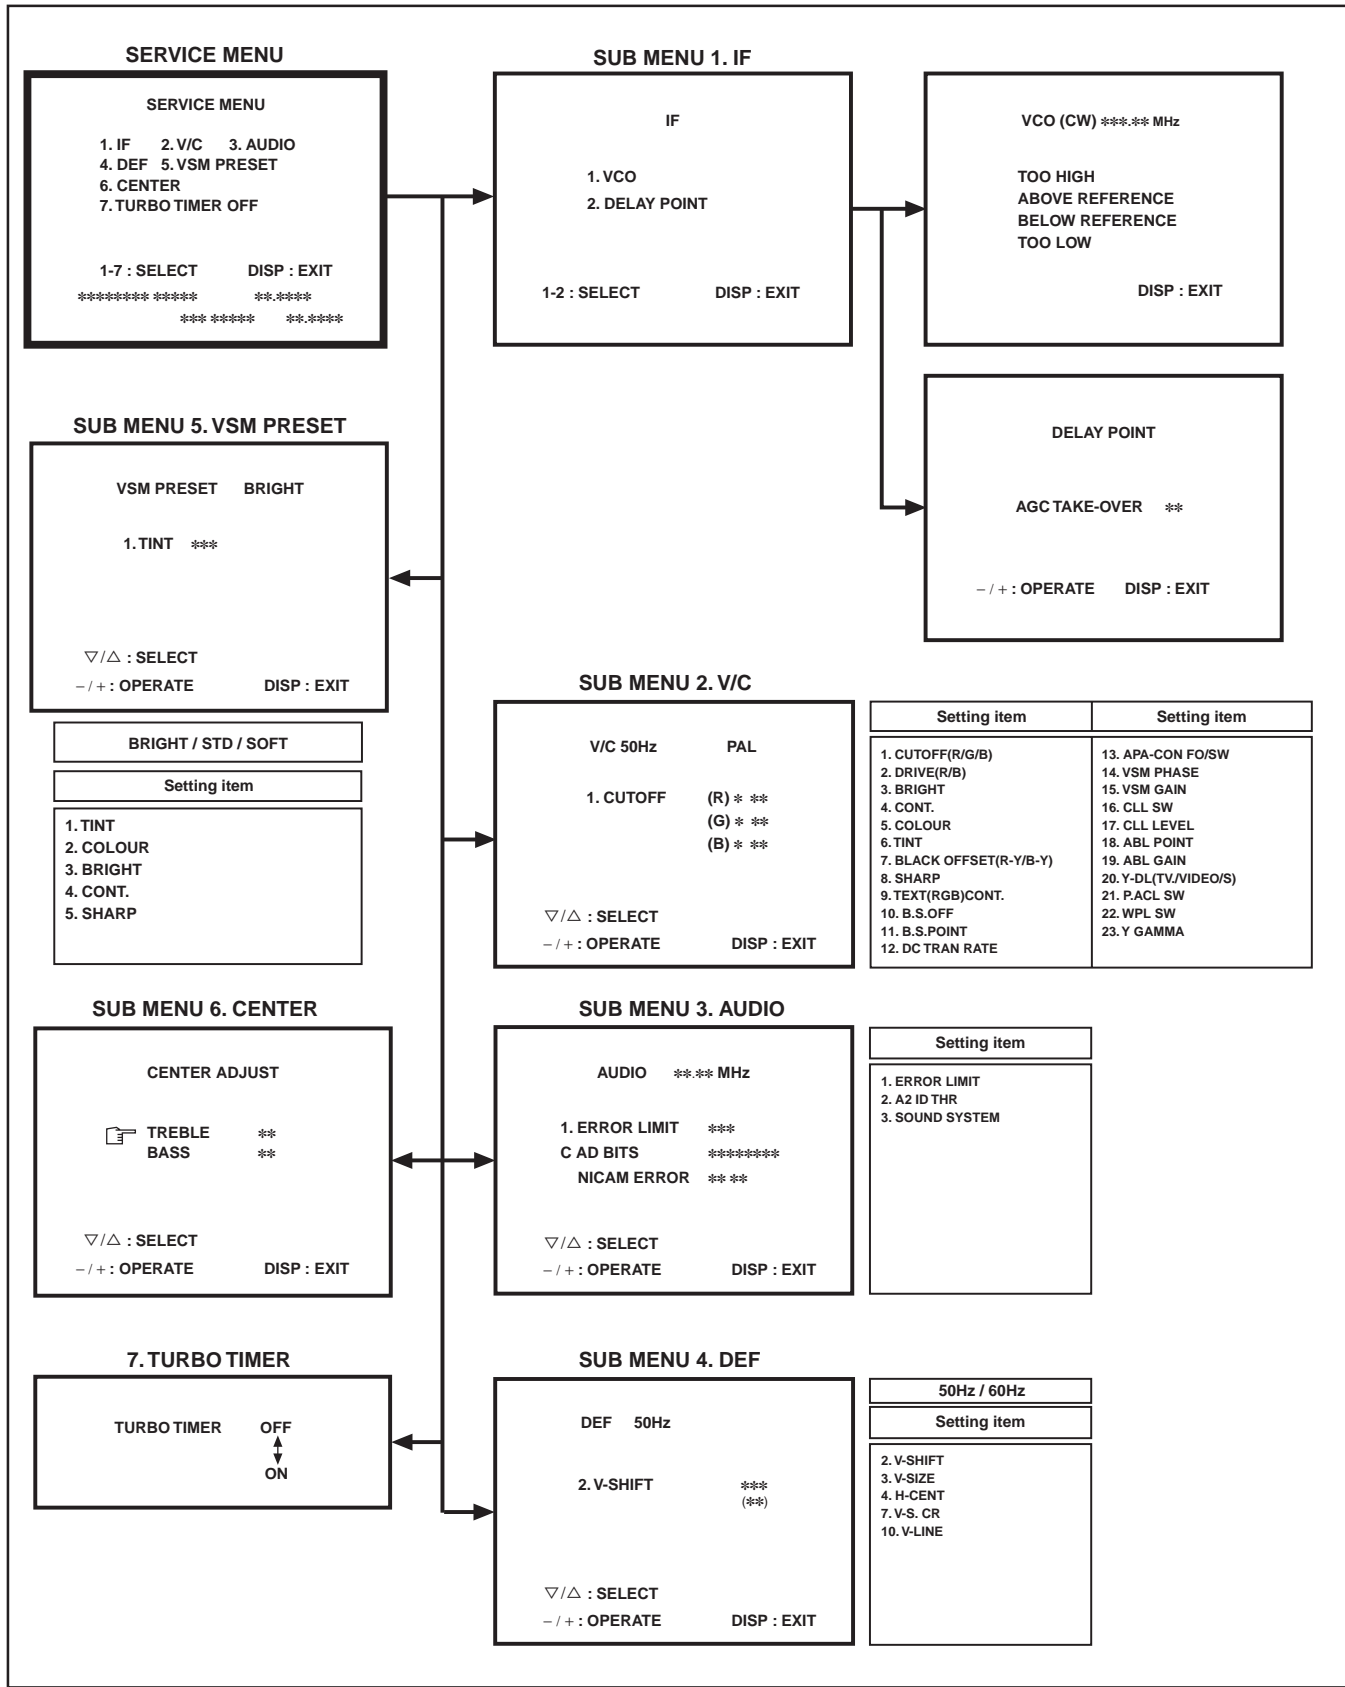 SERVICE MENU
SERVICE MENU
1. IF 2. V/C 3. AUDIO
4. DEF 5. VSM PRESET
6. CENTER
7. TURBO TIMER OFF
1-7 : SELECT DISP : EXIT
******** ***** **.****
*** ***** **.****
SUB MENU 1. IF
IF
1. VCO
2. DELAY POINT
1-2 : SELECT DISP : EXIT
VCO (CW) ***.** MHz
TOO HIGH
ABOVE REFERENCE
BELOW REFERENCE
TOO LOW
DISP : EXIT
DELAY POINT
AGC TAKE-OVER **
– / + : OPERATE DISP : EXIT
SUB MENU 5. VSM PRESET
VSM PRESET BRIGHT
1. TINT ***
▽/△ : SELECT
– / + : OPERATE DISP : EXIT
BRIGHT / STD / SOFT
Setting item
1. TINT
2. COLOUR
3. BRIGHT
4. CONT.
5. SHARP
SUB MENU 2. V/C
V/C 50Hz PAL
1. CUTOFF (R) * **
(G) * **
(B) * **
▽/△ : SELECT
– / + : OPERATE DISP : EXIT
Setting item
1. CUTOFF(R/G/B)
2. DRIVE(R/B)
3. BRIGHT
4. CONT.
5. COLOUR
6. TINT
7. BLACK OFFSET(R-Y/B-Y)
8. SHARP
9. TEXT(RGB)CONT.
10. B.S.OFF
11. B.S.POINT
12. DC TRAN RATE
Setting item
13. APA-CON FO/SW
14. VSM PHASE
15. VSM GAIN
16. CLL SW
17. CLL LEVEL
18. ABL POINT
19. ABL GAIN
20. Y-DL(TV./VIDEO/S)
21. P.ACL SW
22. WPL SW
23. Y GAMMA
SUB MENU 6. CENTER
CENTER ADJUST
☞ TREBLE **
BASS **
▽/△ : SELECT
– / + : OPERATE DISP : EXIT
SUB MENU 3. AUDIO
AUDIO **.** MHz
1. ERROR LIMIT ***
C AD BITS ********
NICAM ERROR ** **
▽/△ : SELECT
– / + : OPERATE DISP : EXIT
Setting item
1. ERROR LIMIT
2. A2 ID THR
3. SOUND SYSTEM
7. TURBO TIMER
TURBO TIMER OFF
ON
SUB MENU 4. DEF
DEF 50Hz
2. V-SHIFT ***
(**)
▽/△ : SELECT
– / + : OPERATE DISP : EXIT
50Hz / 60Hz
Setting item
2. V-SHIFT
3. V-SIZE
4. H-CENT
7. V-S. CR
10. V-LINE